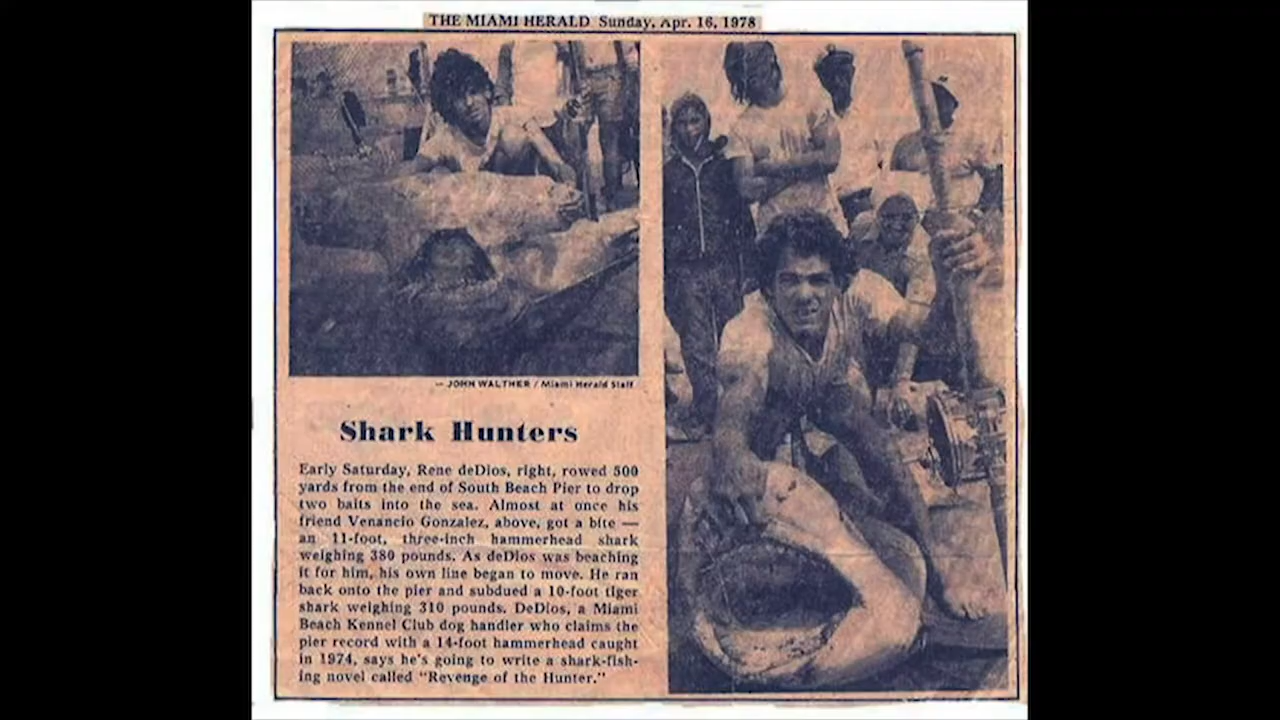 THE MIAMI HERALD Sunday, Apr. 16, 1978
— JOHN WALTHER / Miami Herald Staff
Shark Hunters
Early Saturday, Rene deDios, right, rowed 500
yards from the end of South Beach Pier to drop
two baits into the sea. Almost at once his
friend Venancio Gonzalez, above, got a bite —
an 11-foot, three-inch hammerhead shark
weighing 380 pounds. As deDios was beaching
it for him, his own line began to move. He ran
back onto the pier and subdued a 10-foot tiger
shark weighing 310 pounds. DeDios, a Miami
Beach Kennel Club dog handler who claims the
pier record with a 14-foot hammerhead caught
in 1974, says he's going to write a shark-fish-
ing novel called "Revenge of the Hunter."